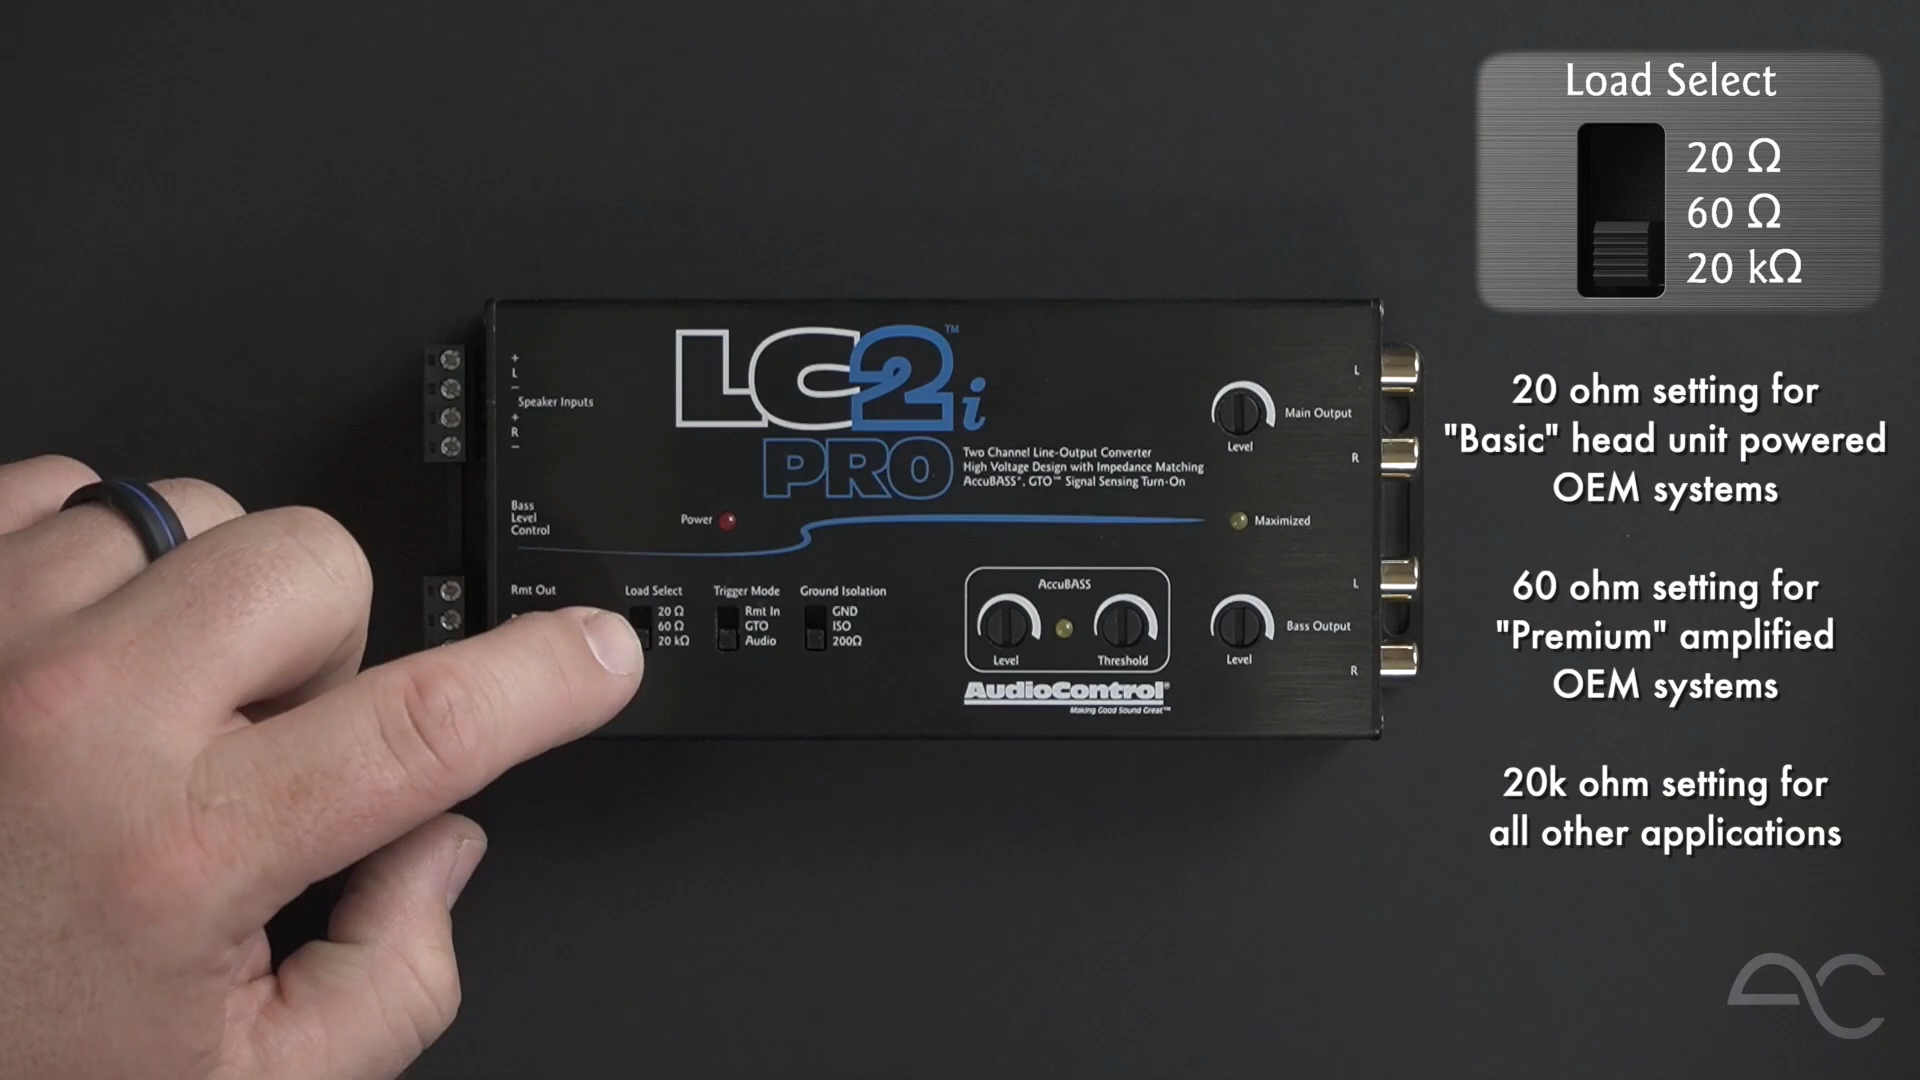 Load Select
20 Ω
60 Ω
20 kΩ
20 ohm setting for
"Basic" head unit powered
OEM systems
60 ohm setting for
"Premium" amplified
OEM systems
20k ohm setting for
all other applications
LC2i™
PRO
Two Channel Line-Output Converter
High Voltage Design with Impedance Matching
AccuBASS®, GTO™ Signal Sensing Turn-On
+
L
−
Speaker Inputs
+
R
−
L
Main Output
Level
R
Bass
Level
Control
Power
Maximized
Rmt Out
Load Select
20 Ω
60 Ω
20 kΩ
Trigger Mode
Rmt In
GTO
Audio
Ground Isolation
GND
ISO
200Ω
AccuBASS
Level
Threshold
L
Bass Output
Level
R
AudioControl®
Making Good Sound Great™
AC